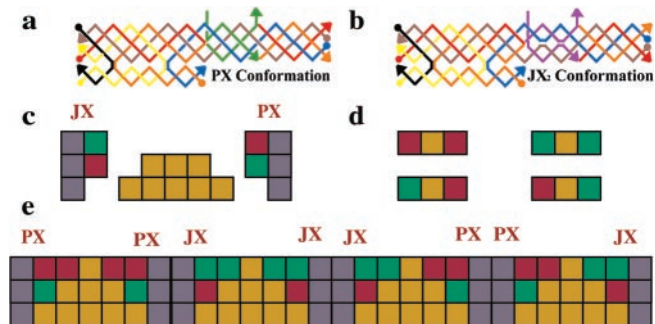 a b
PX Conformation JX₂ Conformation
c JX PX d
e
PX PX JX JX JX PX PX JX